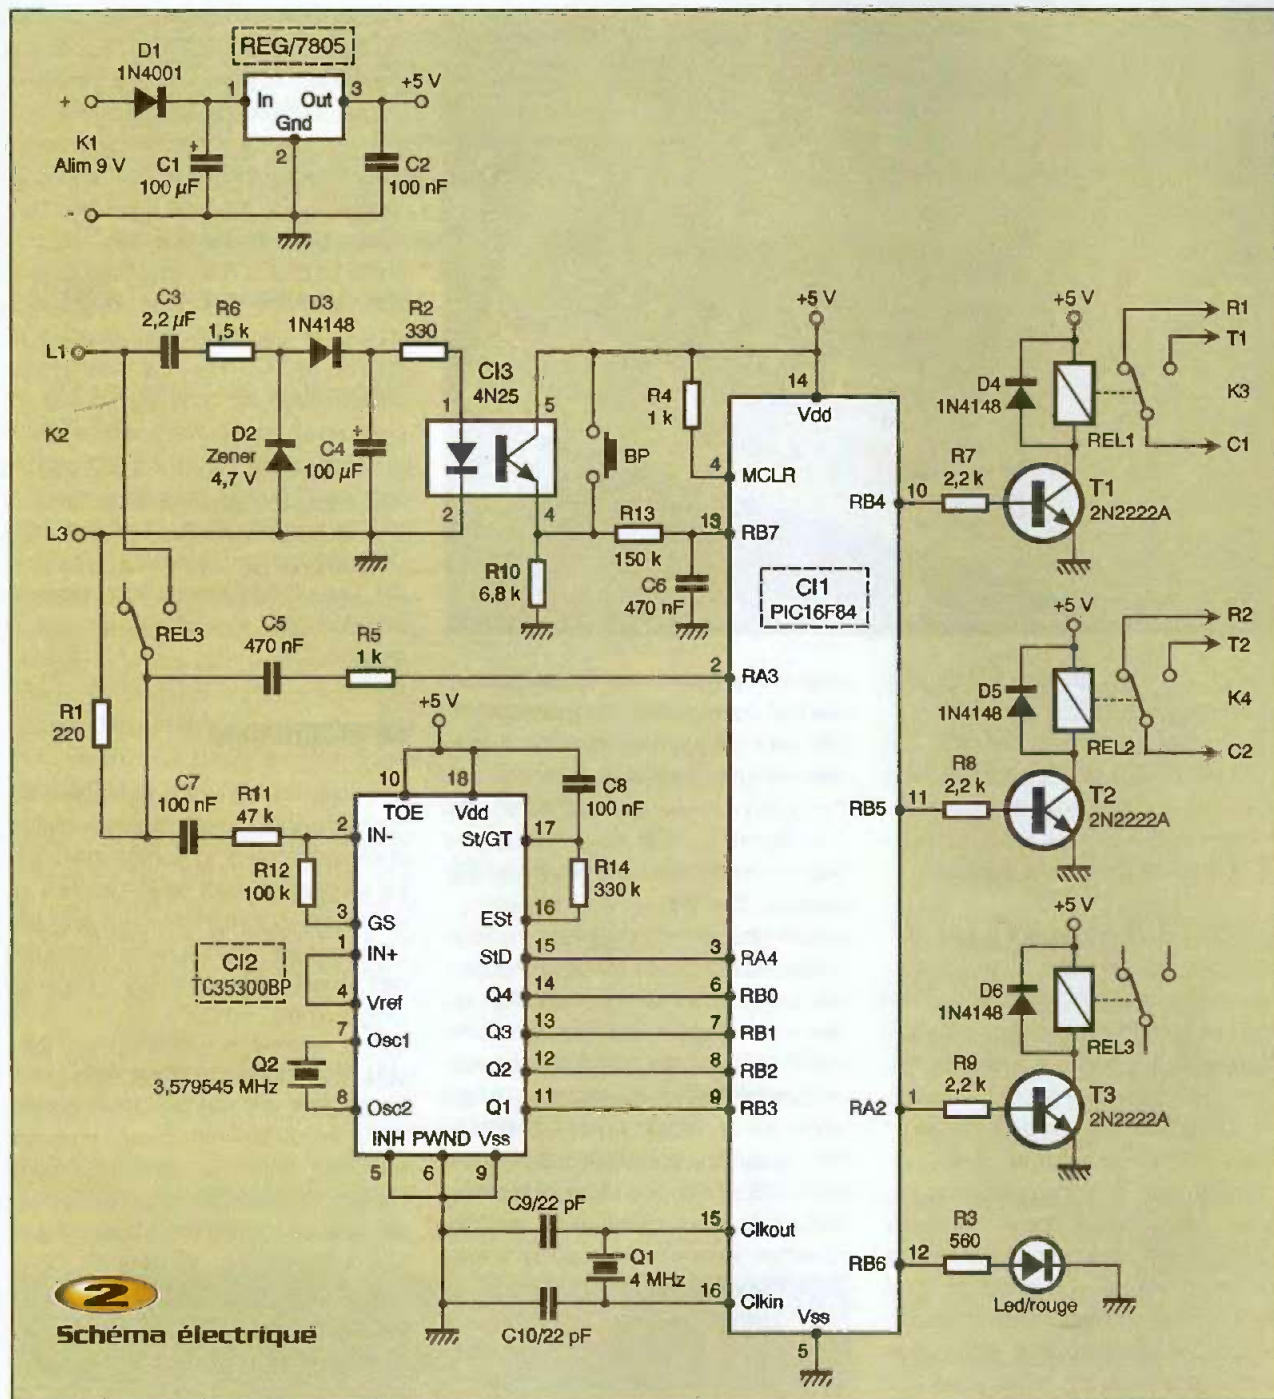 REG/7805
D1
1N4001
+
1
In
Out
3
+5 V
Gnd
2
K1
Alim 9 V
+
C1
100 µF
C2
100 nF
-
C3
2,2 µF
R6
1,5 k
D3
1N4148
R2
330
L1
K2
D2
Zener
4,7 V
+
C4
100 µF
CI3
4N25
1
5
2
4
L3
BP
R4
1 k
+5 V
14
Vdd
4
MCLR
R13
150 k
13
RB7
R10
6,8 k
C6
470 nF
CI1
PIC16F84
REL3
C5
470 nF
R5
1 k
2
RA3
R1
220
+5 V
C7
100 nF
R11
47 k
R12
100 k
10
TOE
18
Vdd
C8
100 nF
2
IN-
St/GT
17
R14
330 k
3
GS
ESt
16
1
IN+
StD
15
3
RA4
CI2
TC35300BP
4
Vref
Q4
14
6
RB0
7
Osc1
Q3
13
7
RB1
Q2
3,579545 MHz
Q2
12
8
RB2
8
Osc2
Q1
11
9
RB3
INH PWND Vss
5
6
9
C9/22 pF
15
Clkout
Q1
4 MHz
16
Clkin
C10/22 pF
Vss
5
+5 V
D4
1N4148
REL1
R1
T1
K3
C1
RB4
10
R7
2,2 k
T1
2N2222A
+5 V
D5
1N4148
REL2
R2
T2
K4
C2
RB5
11
R8
2,2 k
T2
2N2222A
+5 V
D6
1N4148
REL3
RA2
1
R9
2,2 k
T3
2N2222A
RB6
12
R3
560
Led/rouge
2
Schéma électrique